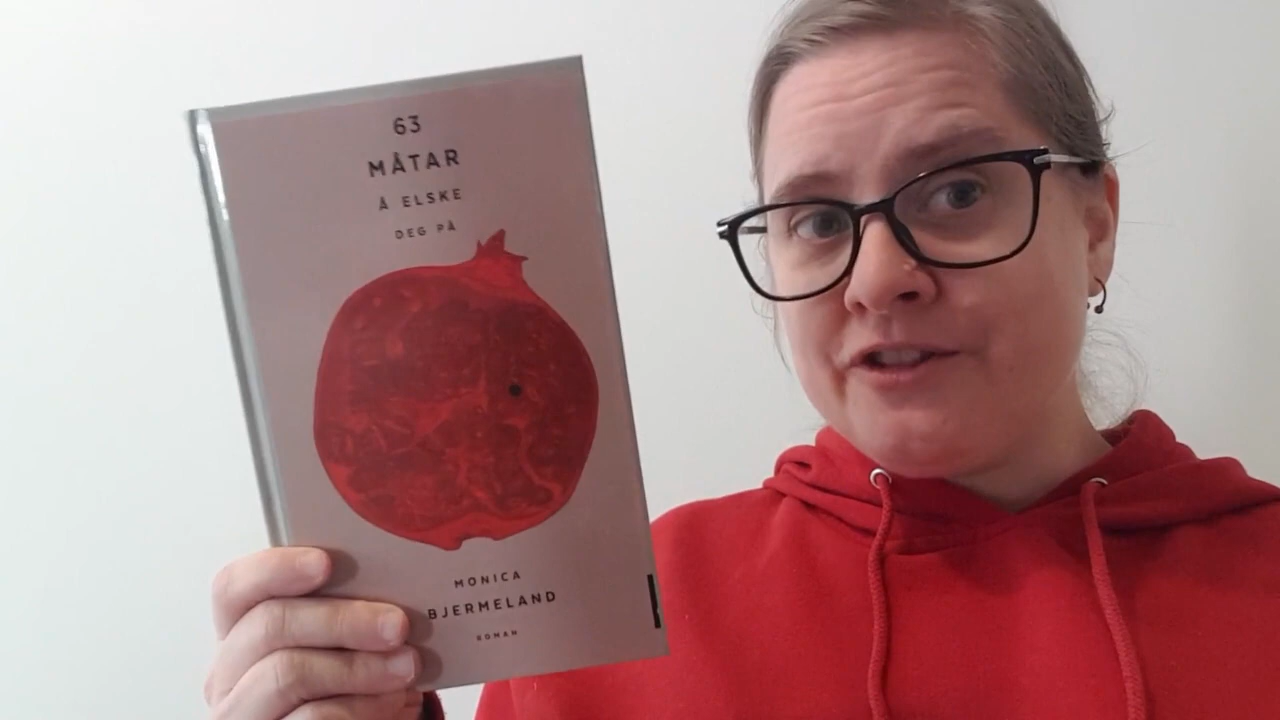 63
MÅTAR
Å ELSKE
DEG PÅ
MONICA
BJERMELAND
ROMAN